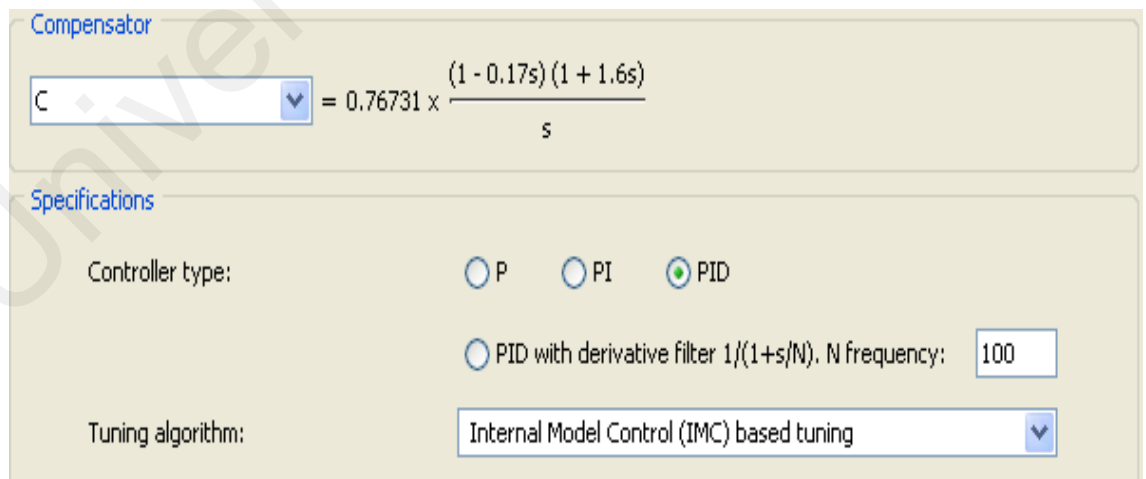 Univer
Compensator
C = 0.76731 x (1 - 0.17s) (1 + 1.6s)
s
Specifications
Controller type: P PI PID
PID with derivative filter 1/(1+s/N). N frequency: 100
Tuning algorithm: Internal Model Control (IMC) based tuning